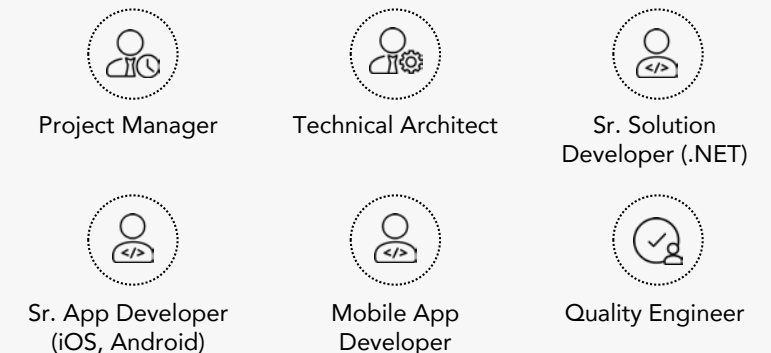 Project Manager
Technical Architect
Sr. Solution
Developer (.NET)
</>
Sr. App Developer
(iOS, Android)
</>
Mobile App
Developer
</>
Quality Engineer